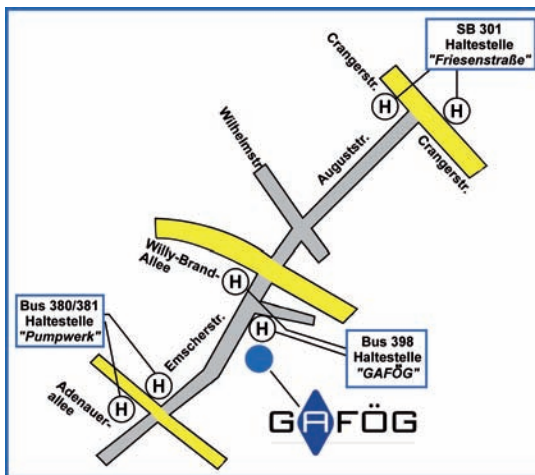 SB 301
Haltestelle
"Friesenstraße"
Crangerstr.
H
H
Crangerstr.
Wilhelmstr.
Auguststr.
Willy-Brand-
Allee
H
Bus 380/381
Haltestelle
"Pumpwerk"
Emscherstr.
H
Bus 398
Haltestelle
"GAFÖG"
H
H
Adenauer-
allee
GAFÖG